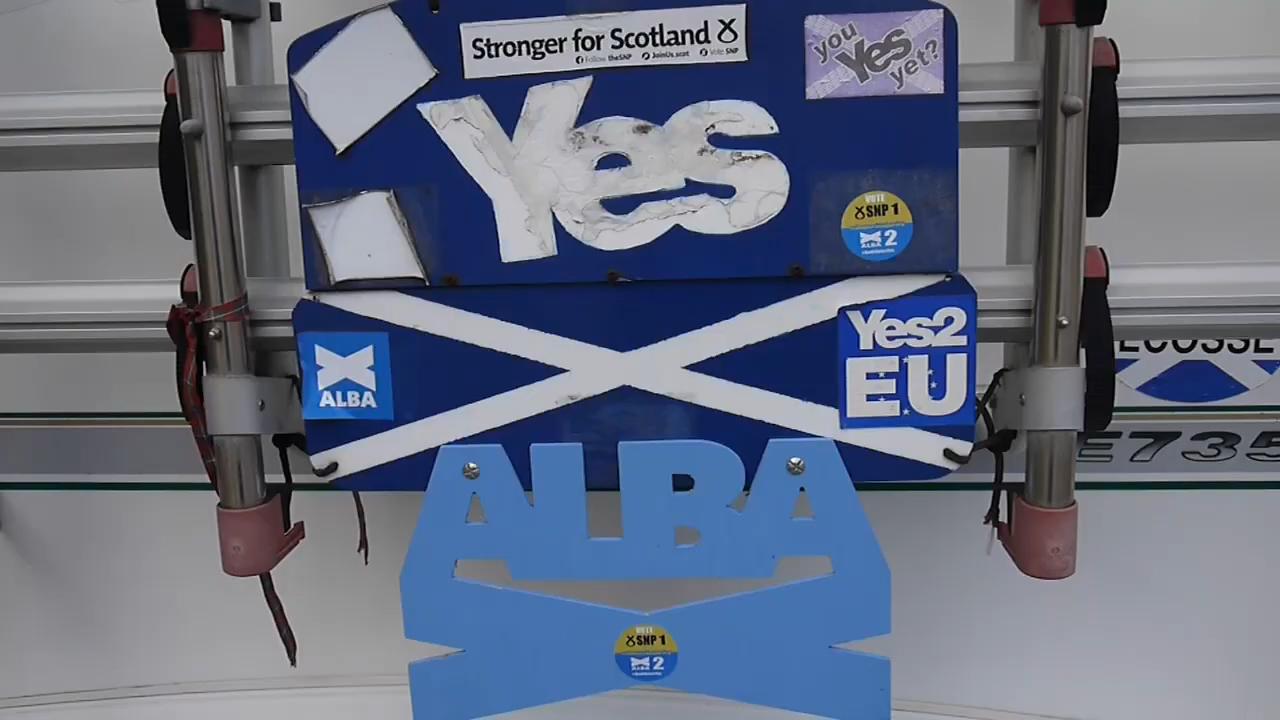 Stronger for Scotland
Follow theSNP JoinUs.scot Vote SNP
you
Yes
yet?
Yes
VOTE
SNP 1
ALBA 2
ALBA
Yes2
EU
ECOSSE
E735
ALBA
VOTE
SNP 1
ALBA 2